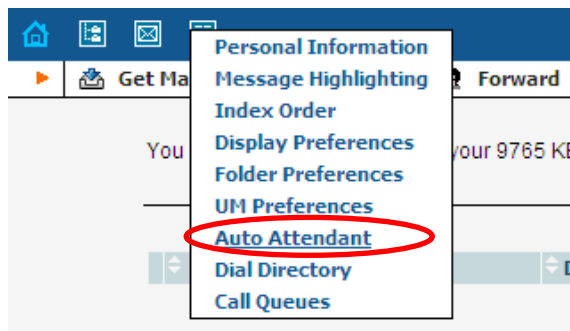 Personal Information
Get Ma Message Highlighting Forward
Index Order
You Display Preferences your 9765 KB
Folder Preferences
UM Preferences
Auto Attendant
Dial Directory
Call Queues